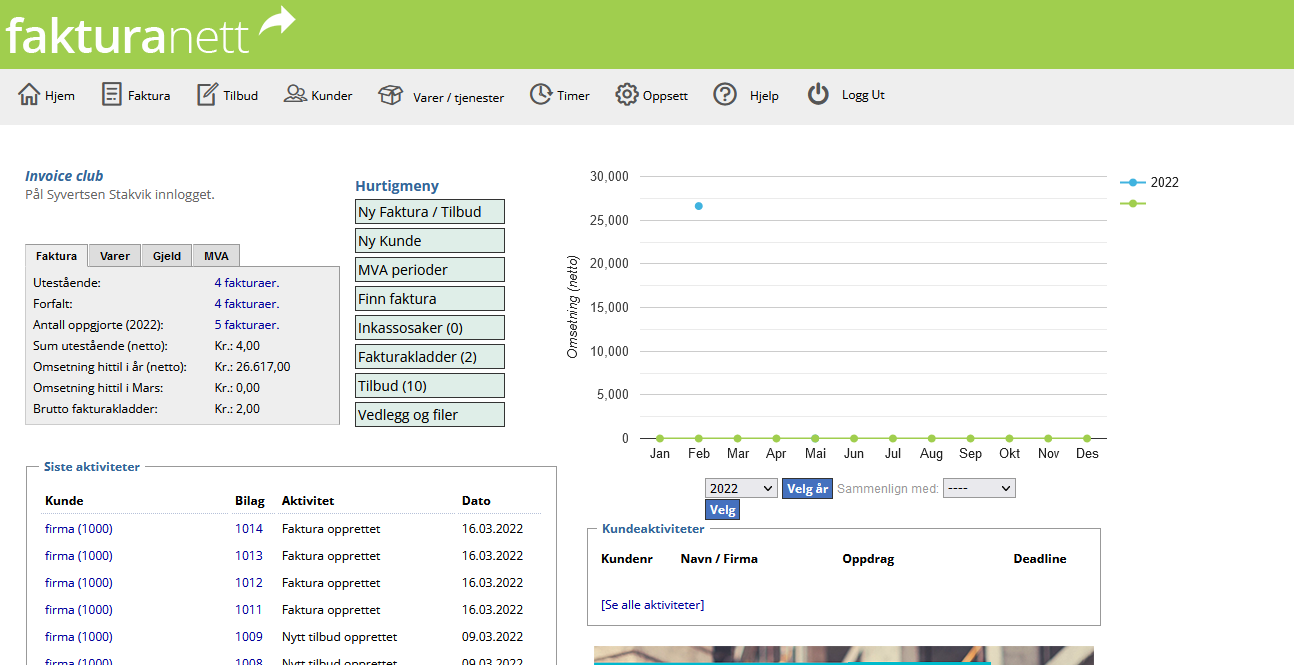 fakturanett
Hjem Faktura Tilbud Kunder Varer / tjenester Timer Oppsett Hjelp Logg Ut
Invoice club
Pål Syvertsen Stakvik innlogget.
Faktura Varer Gjeld MVA
Utestående: 4 fakturaer.
Forfalt: 4 fakturaer.
Antall oppgjorte (2022): 5 fakturaer.
Sum utestående (netto): Kr.: 4,00
Omsetning hittil i år (netto): Kr.: 26.617,00
Omsetning hittil i Mars: Kr.: 0,00
Brutto fakturakladder: Kr.: 2,00
Hurtigmeny
Ny Faktura / Tilbud
Ny Kunde
MVA perioder
Finn faktura
Inkassosaker (0)
Fakturakladder (2)
Tilbud (10)
Vedlegg og filer
Omsetning (netto)
30,000
25,000
20,000
15,000
10,000
5,000
0
Jan Feb Mar Apr Mai Jun Jul Aug Sep Okt Nov Des
2022
2022 Velg år Sammenlign med: ----
Velg
Siste aktiviteter
Kunde Bilag Aktivitet Dato
firma (1000) 1014 Faktura opprettet 16.03.2022
firma (1000) 1013 Faktura opprettet 16.03.2022
firma (1000) 1012 Faktura opprettet 16.03.2022
firma (1000) 1011 Faktura opprettet 16.03.2022
firma (1000) 1009 Nytt tilbud opprettet 09.03.2022
firma (1000) 1008 Nytt tilbud opprettet 09.03.2022
Kundeaktiviteter
Kundenr Navn / Firma Oppdrag Deadline
[Se alle aktiviteter]